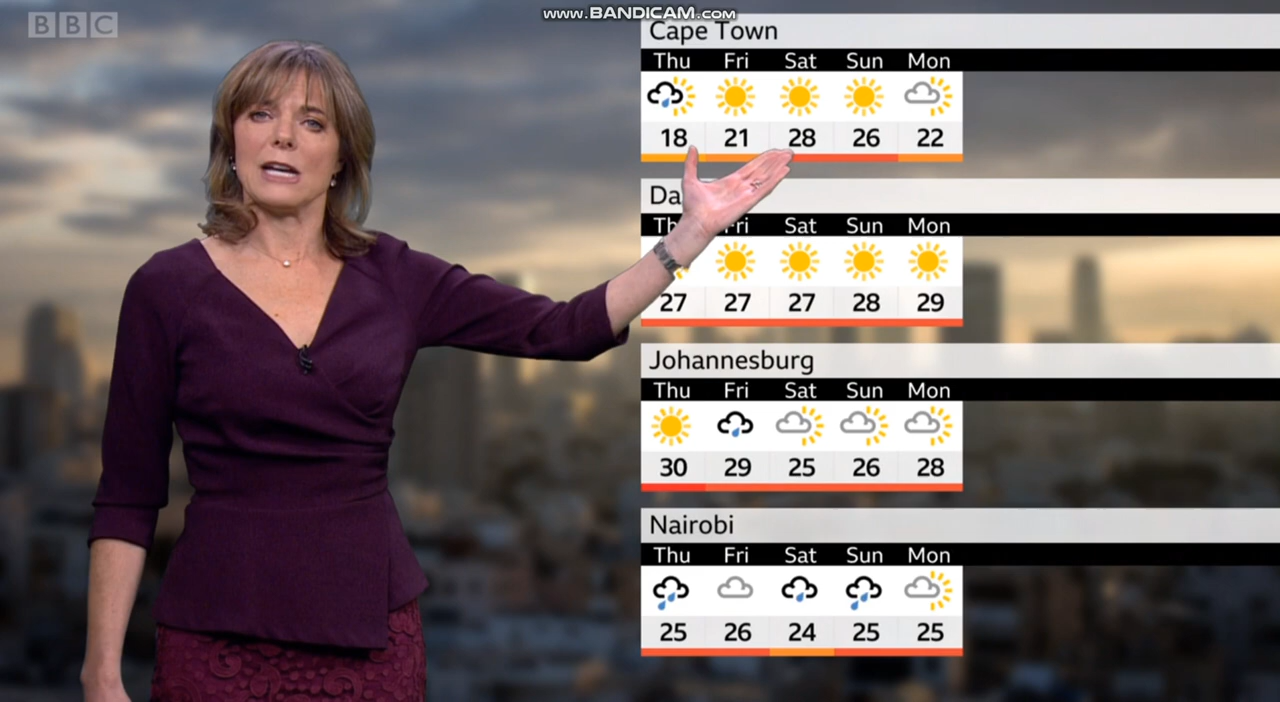 BBC
www.BANDICAM.com
Cape Town
Thu Fri Sat Sun Mon
18 21 28 26 22
Fri Sat Sun Mon
27 27 27 28 29
Johannesburg
Thu Fri Sat Sun Mon
30 29 25 26 28
Nairobi
Thu Fri Sat Sun Mon
25 26 24 25 25